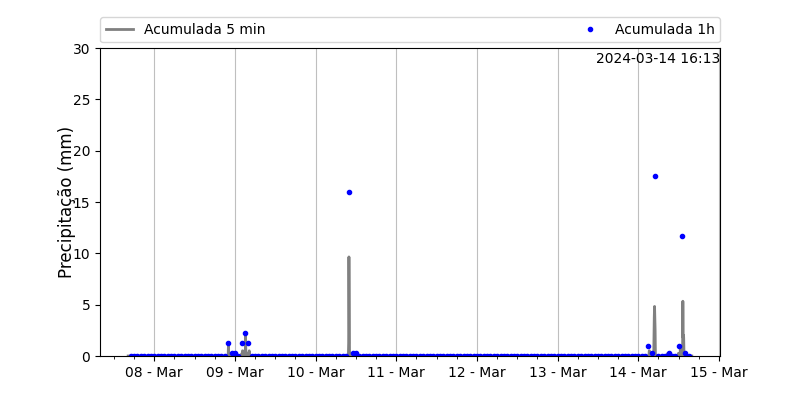 Acumulada 5 min
Acumulada 1h
2024-03-14 16:13
30
25
20
15
10
5
0
Precipitação (mm)
08 - Mar
09 - Mar
10 - Mar
11 - Mar
12 - Mar
13 - Mar
14 - Mar
15 - Mar